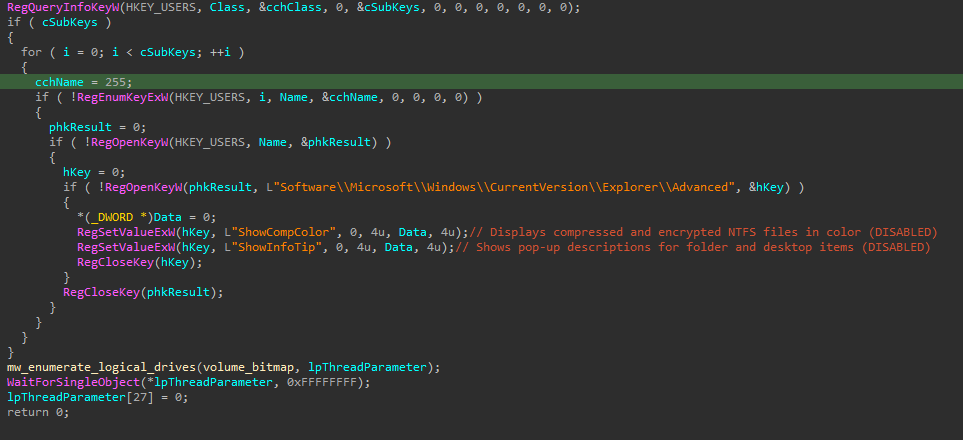 RegQueryInfoKeyW(HKEY_USERS, Class, &cchClass, 0, &cSubKeys, 0, 0, 0, 0, 0, 0, 0);
if ( cSubKeys )
{
  for ( i = 0; i < cSubKeys; ++i )
  {
    cchName = 255;
    if ( !RegEnumKeyExW(HKEY_USERS, i, Name, &cchName, 0, 0, 0, 0) )
    {
      phkResult = 0;
      if ( !RegOpenKeyW(HKEY_USERS, Name, &phkResult) )
      {
        hKey = 0;
        if ( !RegOpenKeyW(phkResult, L"Software\\Microsoft\\Windows\\CurrentVersion\\Explorer\\Advanced", &hKey) )
        {
          *(_DWORD *)Data = 0;
          RegSetValueExW(hKey, L"ShowCompColor", 0, 4u, Data, 4u);// Displays compressed and encrypted NTFS files in color (DISABLED)
          RegSetValueExW(hKey, L"ShowInfoTip", 0, 4u, Data, 4u);// Shows pop-up descriptions for folder and desktop items (DISABLED)
          RegCloseKey(hKey);
        }
        RegCloseKey(phkResult);
      }
    }
  }
}
mw_enumerate_logical_drives(volume_bitmap, lpThreadParameter);
WaitForSingleObject(*lpThreadParameter, 0xFFFFFFFF);
lpThreadParameter[27] = 0;
return 0;